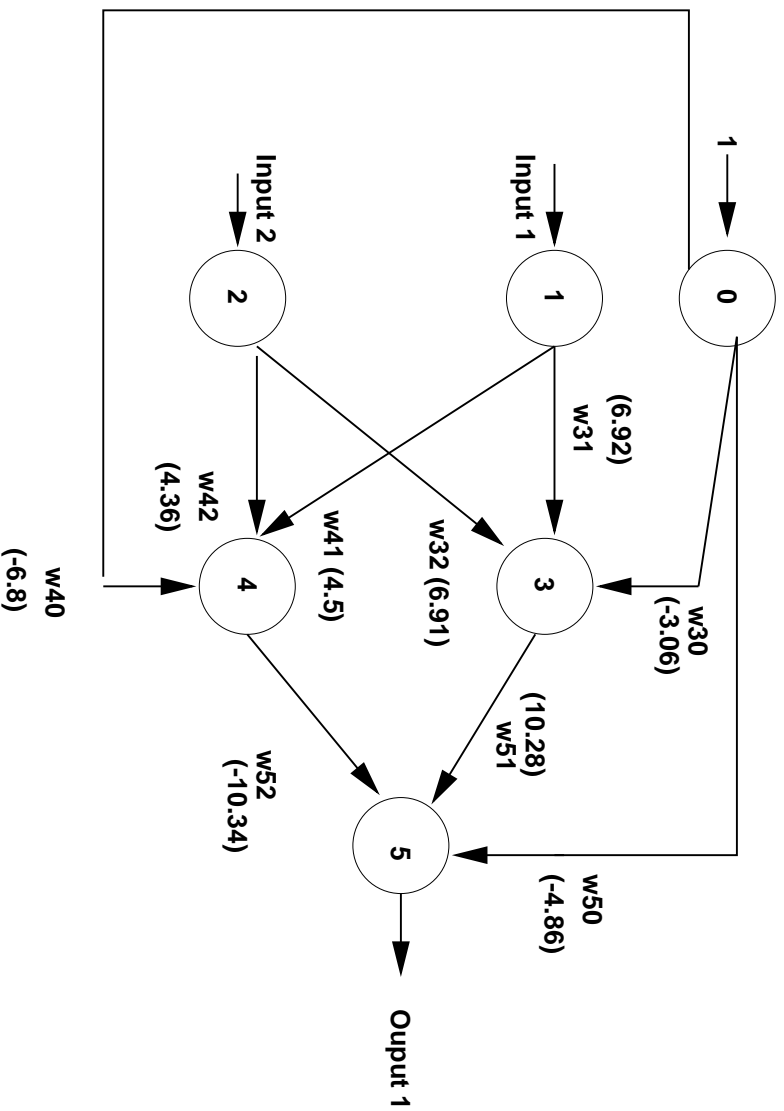 1
0
w30
(-3.06)
w50
(-4.86)
(6.92)
w31
Input 1
1
3
(10.28)
w51
w32 (6.91)
5
Ouput 1
w41 (4.5)
Input 2
2
4
w52
(-10.34)
w42
(4.36)
w40
(-6.8)